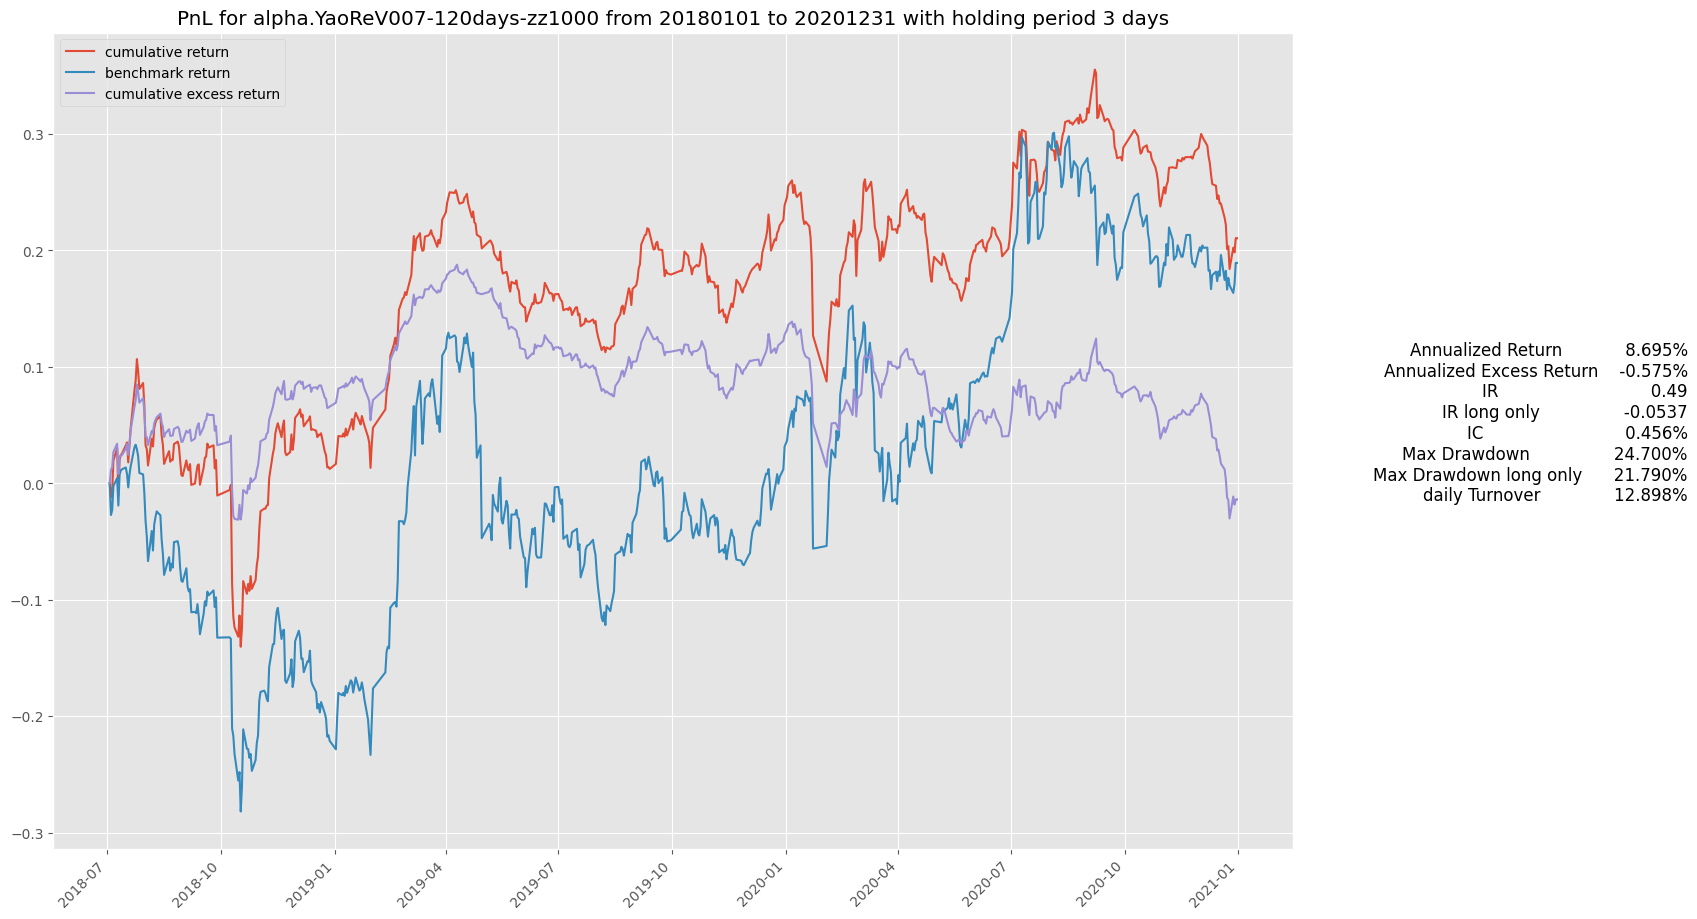 PnL for alpha.YaoReV007-120days-zz1000 from 20180101 to 20201231 with holding period 3 days
cumulative return
benchmark return
cumulative excess return
0.3
0.2
0.1
0.0
−0.1
−0.2
−0.3
2018-07
2018-10
2019-01
2019-04
2019-07
2019-10
2020-01
2020-04
2020-07
2020-10
2021-01
Annualized Return 8.695%
Annualized Excess Return -0.575%
IR 0.49
IR long only -0.0537
IC 0.456%
Max Drawdown 24.700%
Max Drawdown long only 21.790%
daily Turnover 12.898%